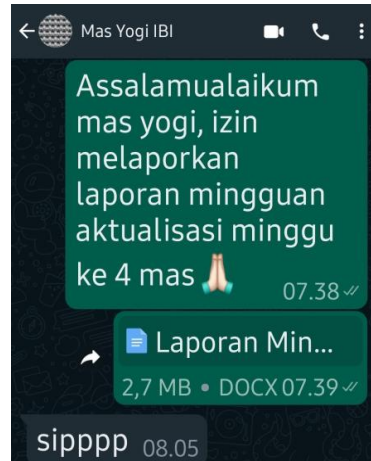 Mas Yogi IBI
Assalamualaikum
mas yogi, izin
melaporkan
laporan mingguan
aktualisasi minggu
ke 4 mas 🙏🏻
07.38
Laporan Min...
2,7 MB • DOCX 07.39
sipppp 08.05